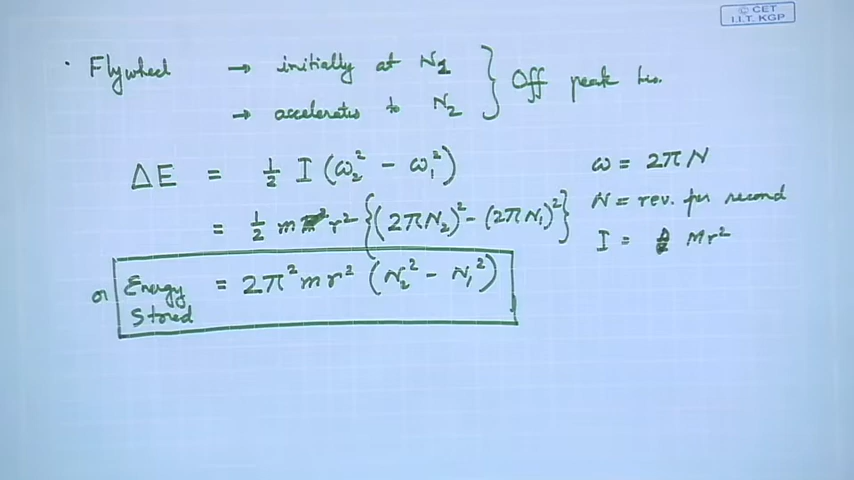 © CET
I.I.T. KGP
· Flywheel → initially at N₁ } Off peak hrs.
→ accelerates to N₂
ΔE = ½ I (ω₂² − ω₁²)
ω = 2πN
= ½ m r² {(2πN₂)² − (2πN₁)²}
N = rev. per second
I = Mr²
or Energy Stored = 2π² m r² (N₂² − N₁²)